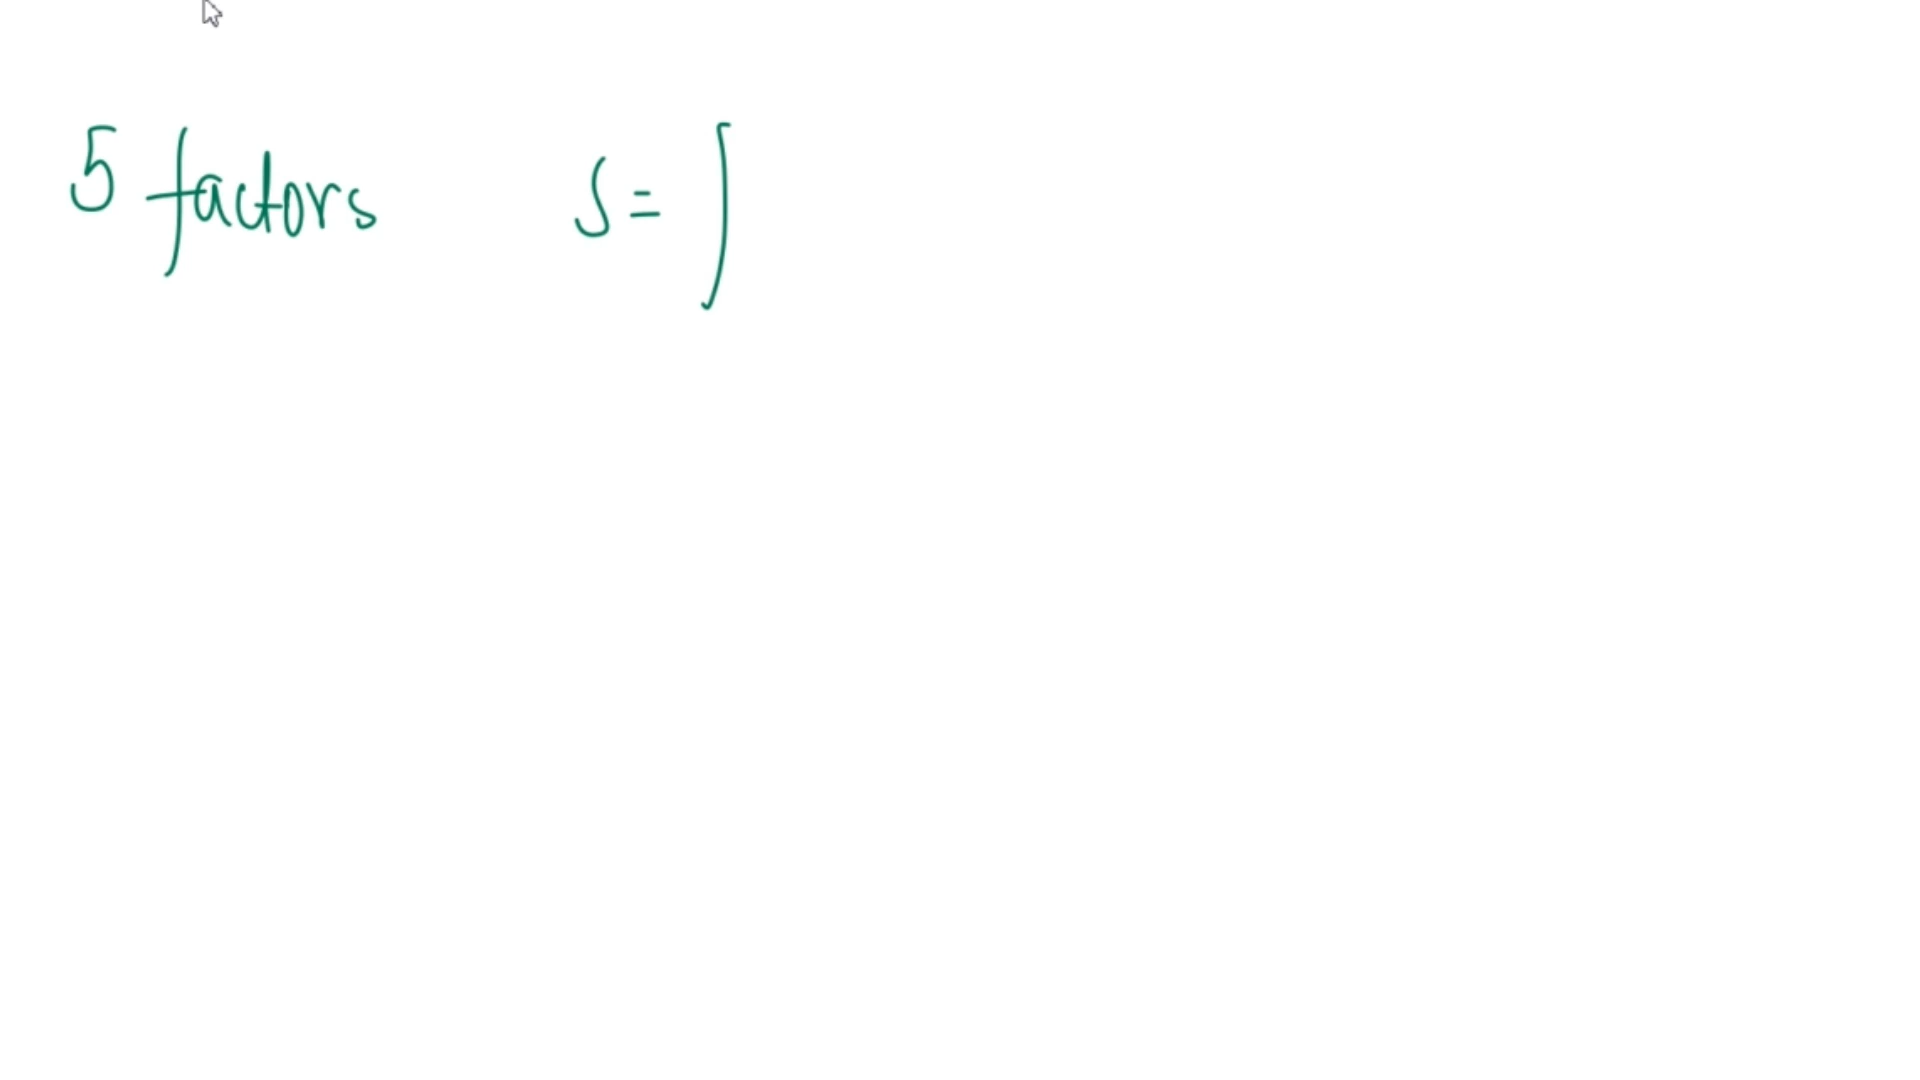 5 factors S = ∫